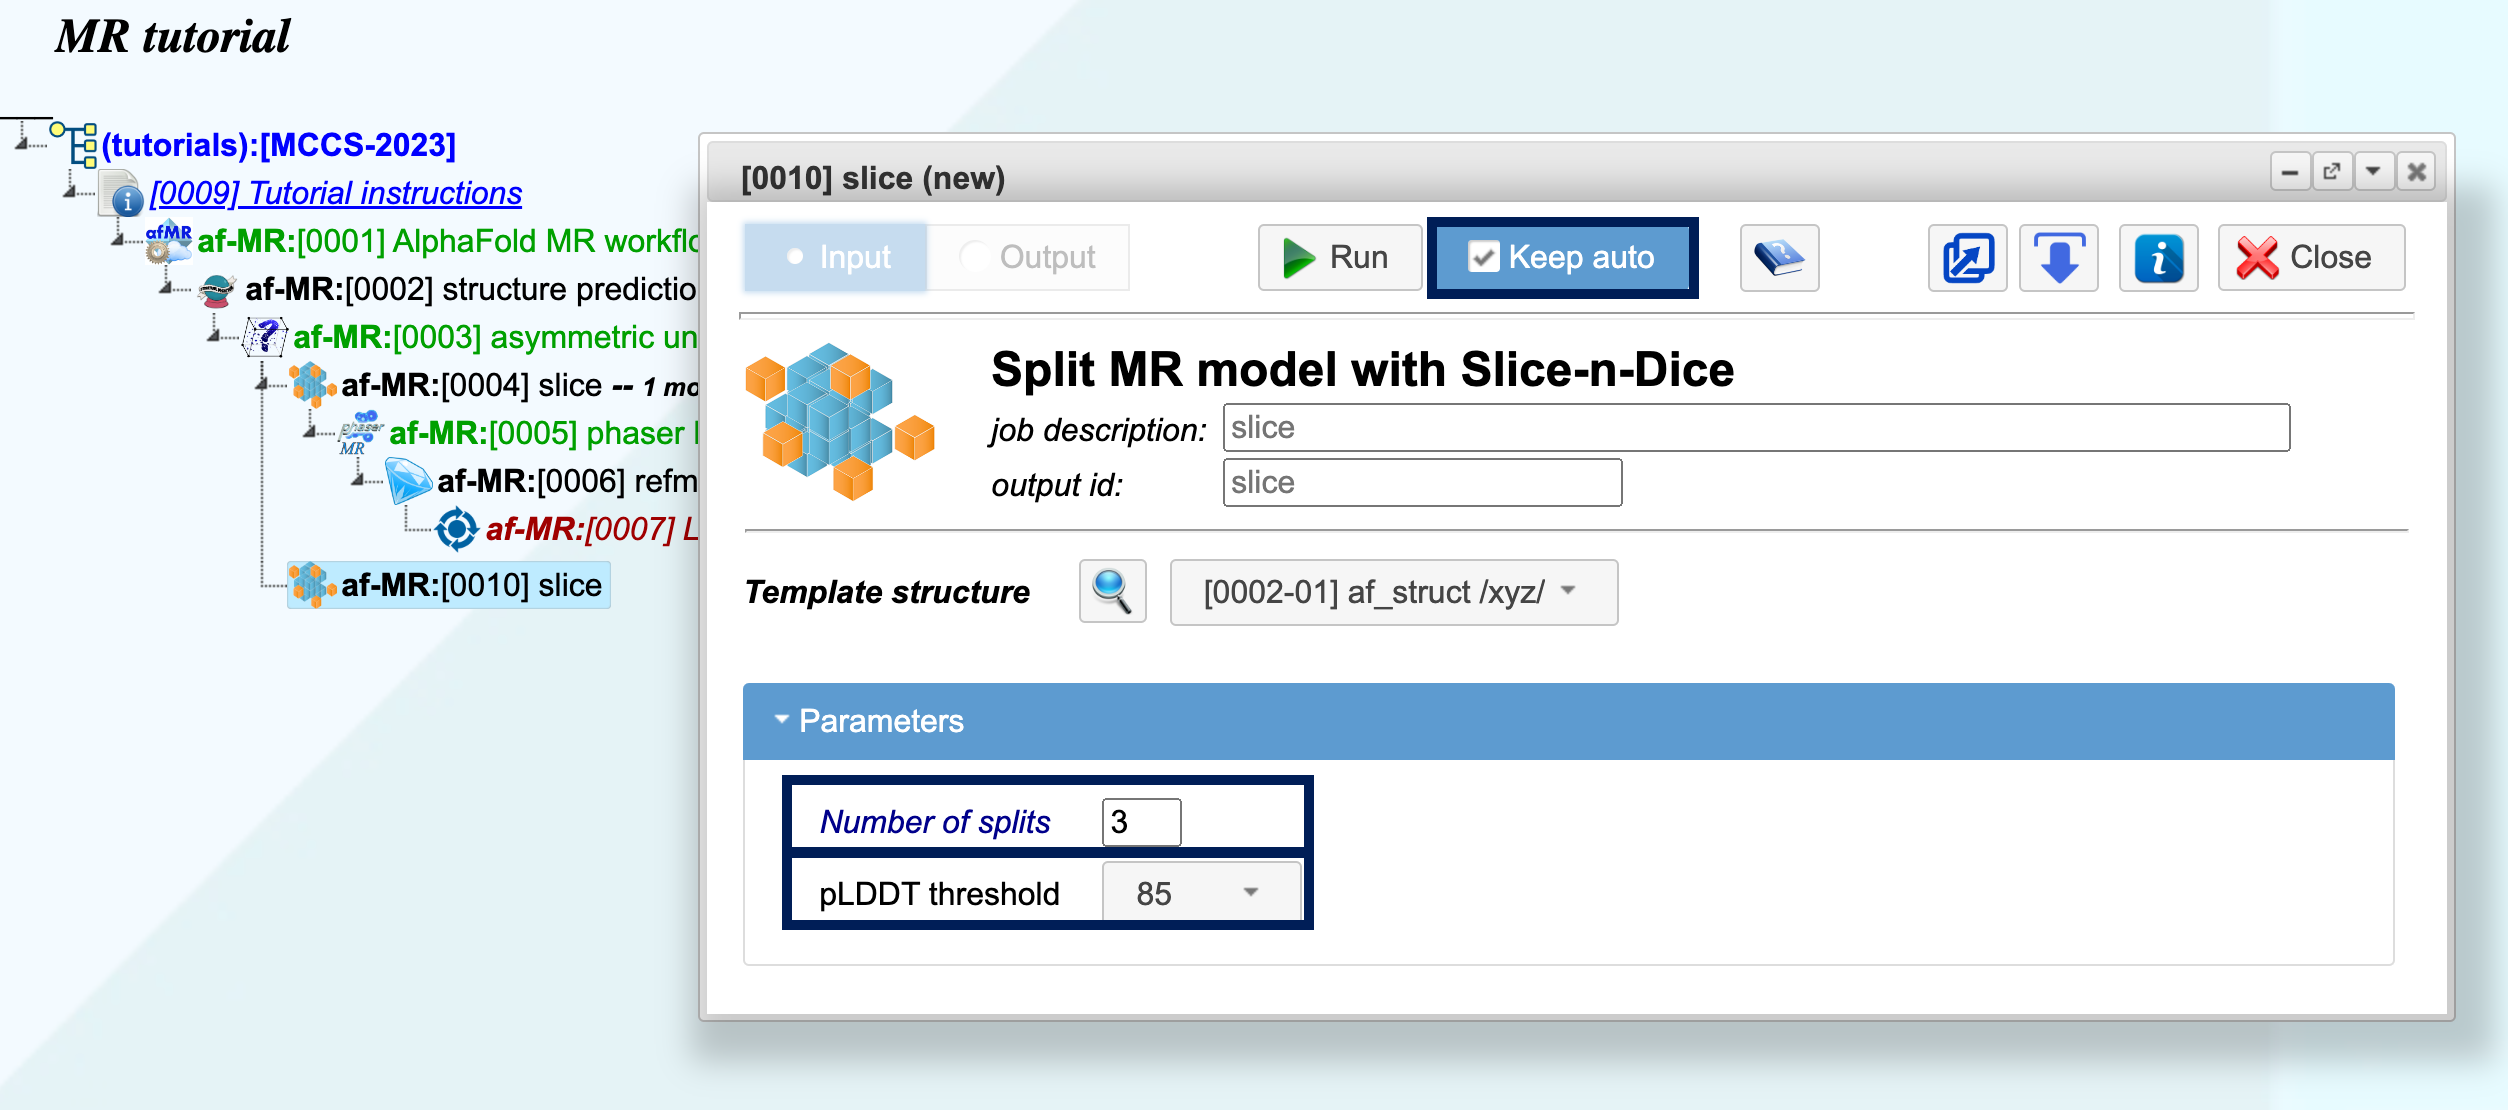 MR tutorial
(tutorials):[MCCS-2023]
[0009] Tutorial instructions
afMR
af-MR:[0001] AlphaFold MR workflo
af-MR:[0002] structure predictio
af-MR:[0003] asymmetric un
af-MR:[0004] slice -- 1 mo
phaser
MR
af-MR:[0005] phaser
af-MR:[0006] refm
af-MR:[0007] L
af-MR:[0010] slice
[0010] slice (new)
Input
Output
Run
Keep auto
Close
Split MR model with Slice-n-Dice
job description: slice
output id: slice
Template structure [0002-01] af_struct /xyz/
Parameters
Number of splits 3
pLDDT threshold 85